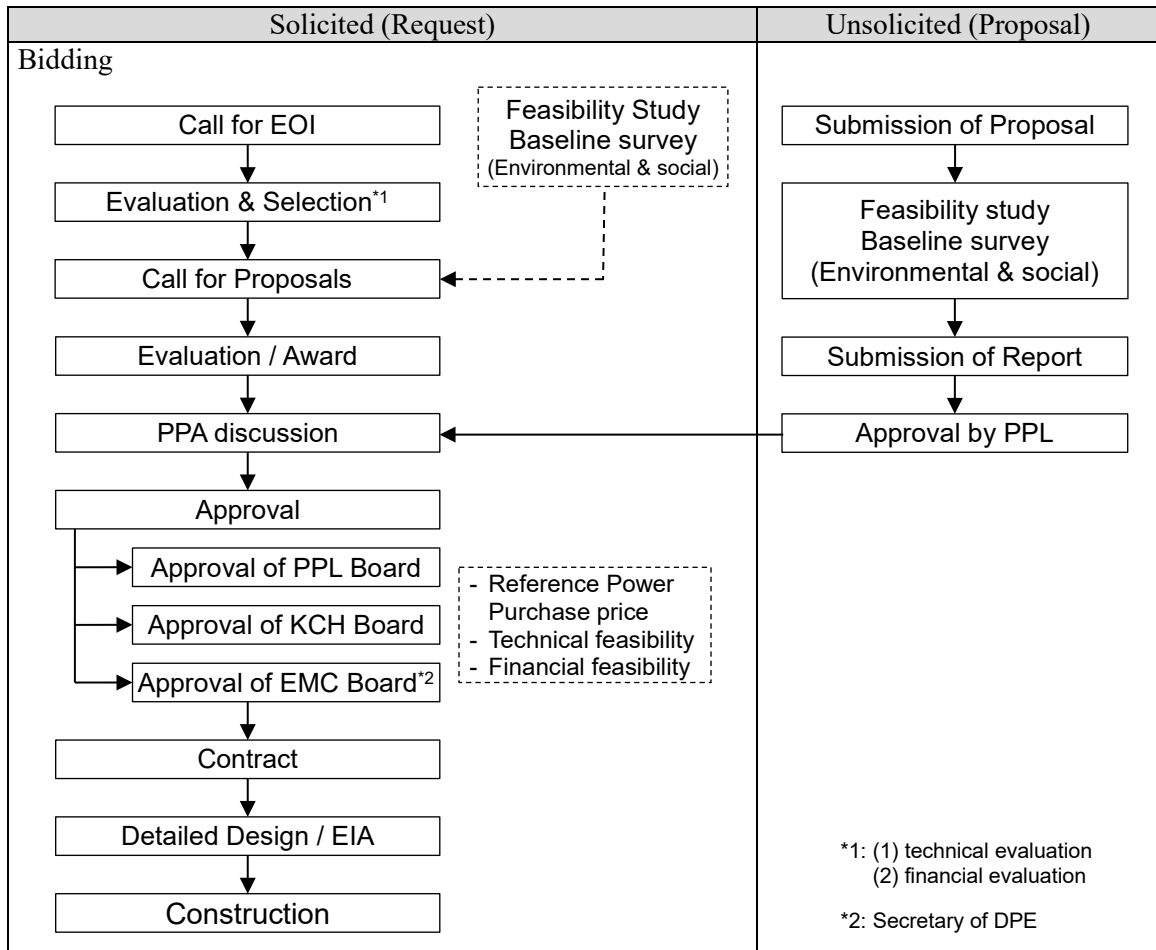 Solicited (Request)
Unsolicited (Proposal)
Bidding
Call for EOI
Evaluation & Selection*1
Call for Proposals
Evaluation / Award
PPA discussion
Approval
Approval of PPL Board
Approval of KCH Board
Approval of EMC Board*2
Contract
Detailed Design / EIA
Construction
Feasibility Study
Baseline survey
(Environmental & social)
- Reference Power
Purchase price
- Technical feasibility
- Financial feasibility
Submission of Proposal
Feasibility study
Baseline survey
(Environmental & social)
Submission of Report
Approval by PPL
*1: (1) technical evaluation
(2) financial evaluation
*2: Secretary of DPE